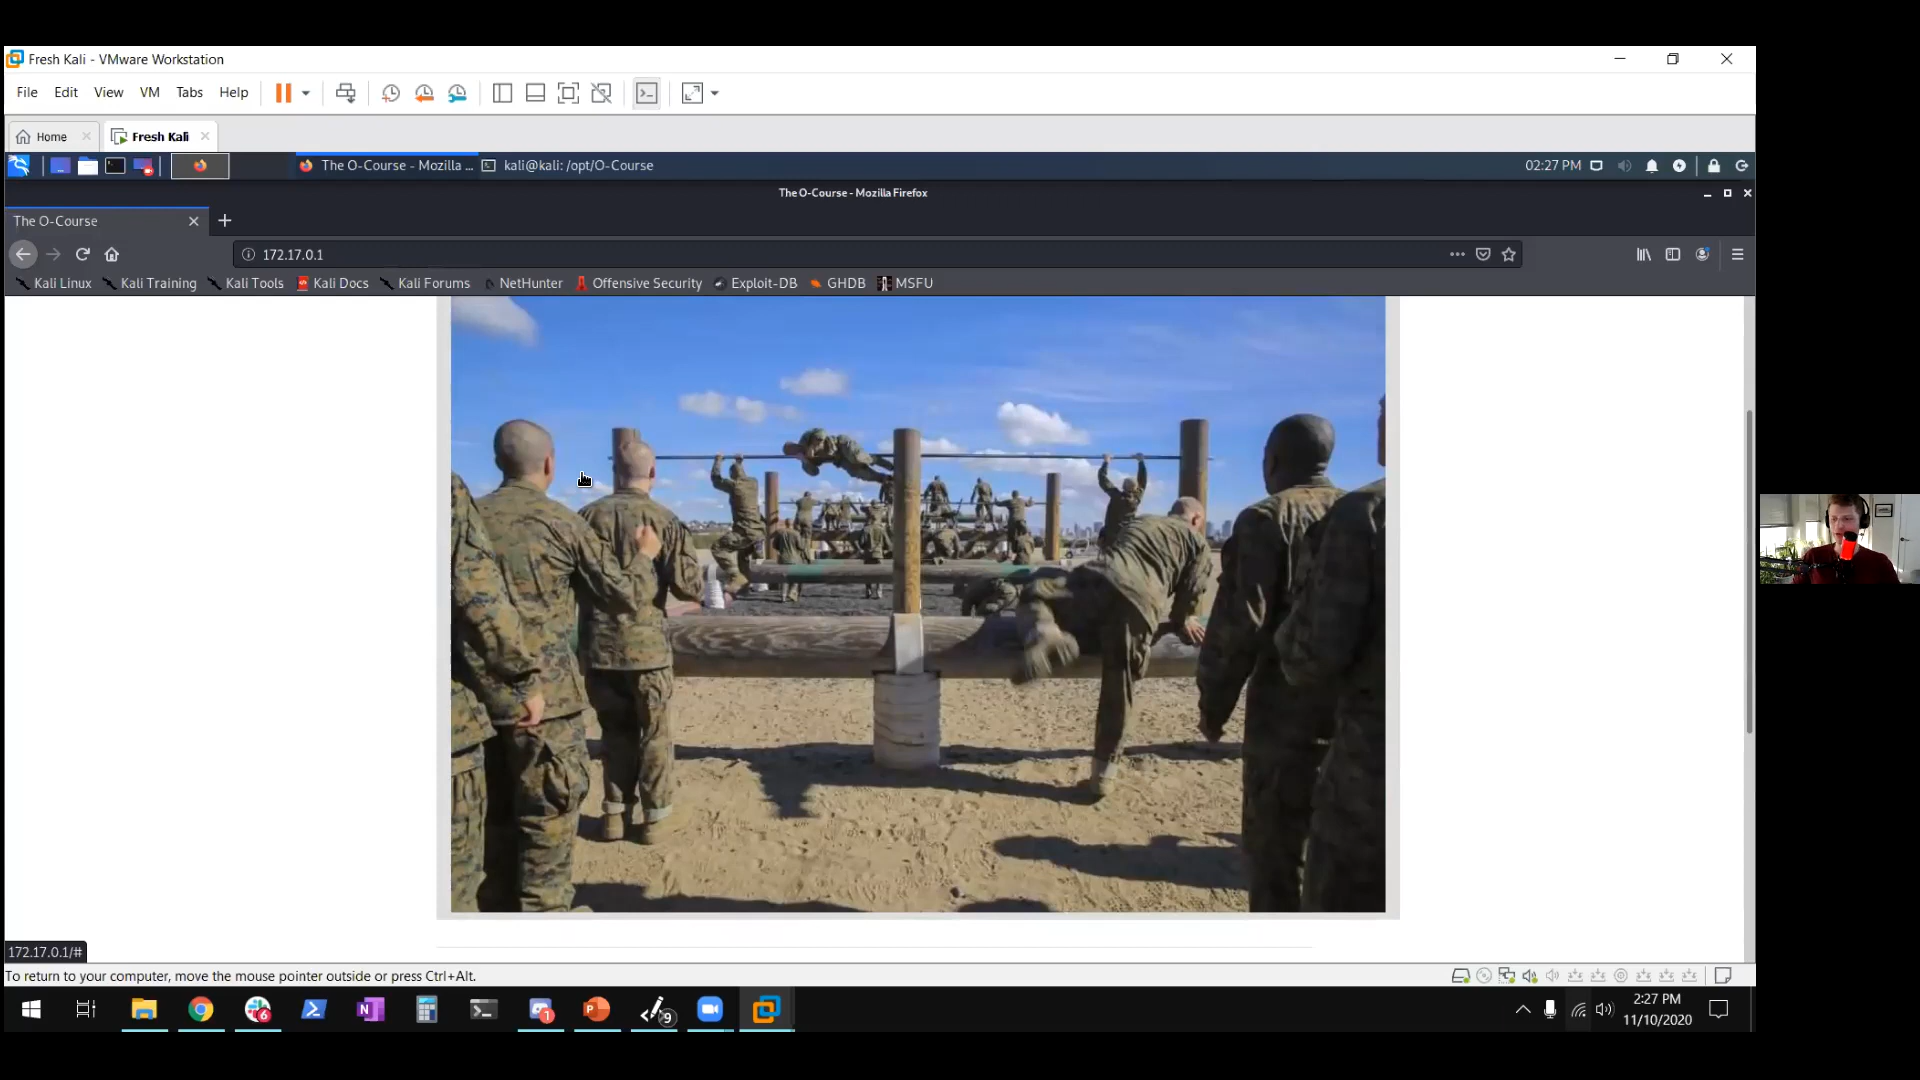 Fresh Kali - VMware Workstation
File Edit View VM Tabs Help
Home Fresh Kali
The O-Course - Mozilla ... kali@kali: /opt/O-Course 02:27 PM
The O-Course - Mozilla Firefox
The O-Course
172.17.0.1
Kali Linux Kali Training Kali Tools Kali Docs Kali Forums NetHunter Offensive Security Exploit-DB GHDB MSFU
172.17.0.1/#
To return to your computer, move the mouse pointer outside or press Ctrl+Alt.
6 1 9 2:27 PM
11/10/2020